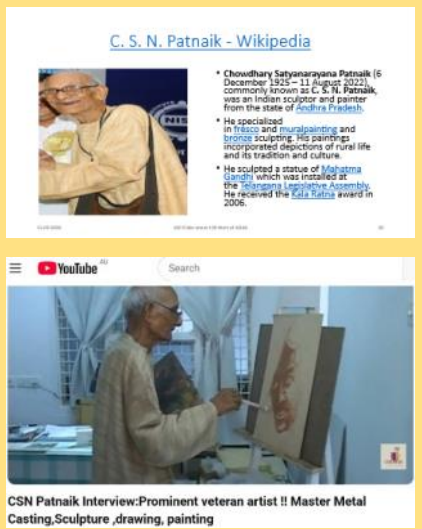 C. S. N. Patnaik - Wikipedia
• Chowdhary Satyanarayana Patnaik (6
December 1925 – 11 August 2022),
commonly known as C. S. N. Patnaik,
was an Indian sculptor and painter
from the state of Andhra Pradesh.
• He specialized
in fresco and muralpainting and
bronze sculpting. His paintings
incorporated depictions of rural life
and its tradition and culture.
• He sculpted a statue of Mahatma
Gandhi which was installed at
the Telangana Legislative Assembly.
He received the Kala Ratna award in
2006.
YouTube AU
Search
CSN Patnaik Interview:Prominent veteran artist !! Master Metal
Casting,Sculpture ,drawing, painting